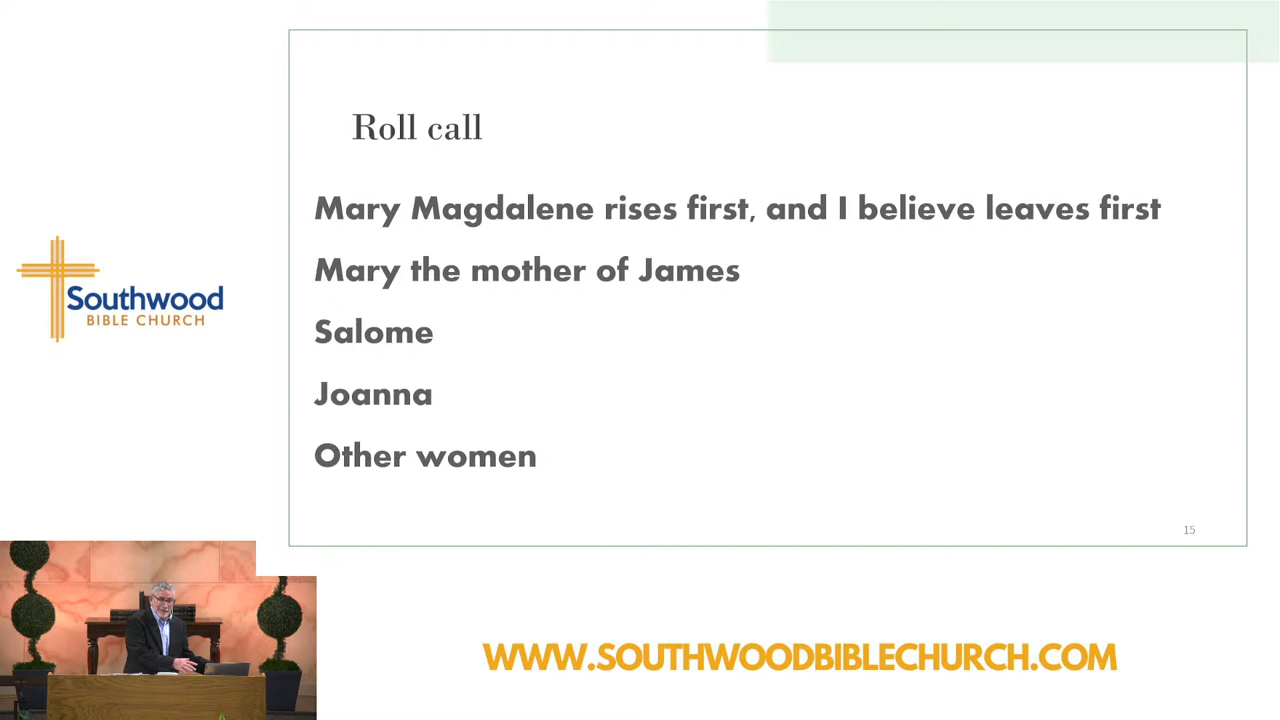 Roll call
Mary Magdalene rises first, and I believe leaves first
Mary the mother of James
Salome
Joanna
Other women
15
Southwood
BIBLE CHURCH
WWW.SOUTHWOODBIBLECHURCH.COM